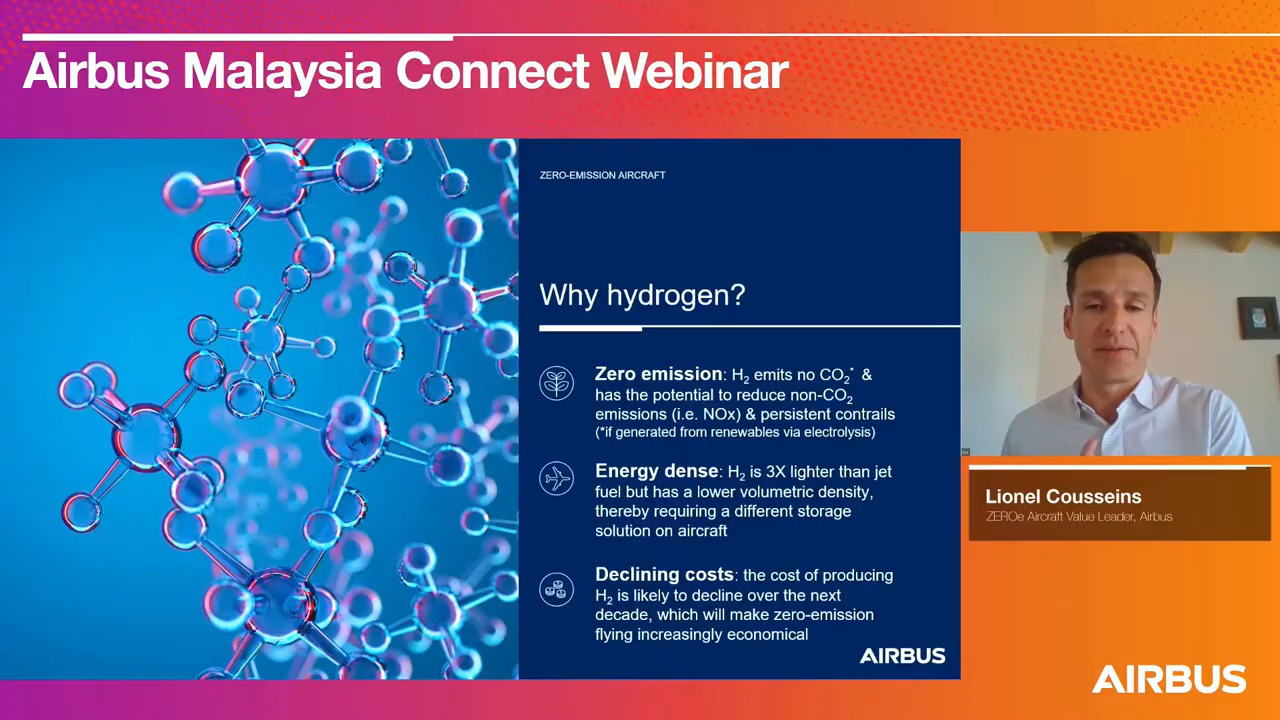 Airbus Malaysia Connect Webinar
ZERO-EMISSION AIRCRAFT
Why hydrogen?
Zero emission: H₂ emits no CO₂* &
has the potential to reduce non-CO₂
emissions (i.e. NOx) & persistent contrails
(*if generated from renewables via electrolysis)
Energy dense: H₂ is 3X lighter than jet
fuel but has a lower volumetric density,
thereby requiring a different storage
solution on aircraft
Declining costs: the cost of producing
H₂ is likely to decline over the next
decade, which will make zero-emission
flying increasingly economical
AIRBUS
Lionel Cousseins
ZEROe Aircraft Value Leader, Airbus
AIRBUS